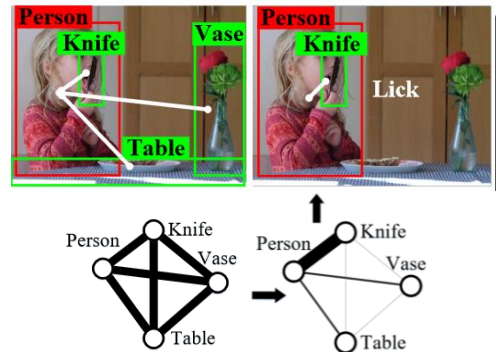 Person
Knife
Vase
Table
Person
Knife
Lick
Knife
Person
Vase
Table
Knife
Person
Vase
Table